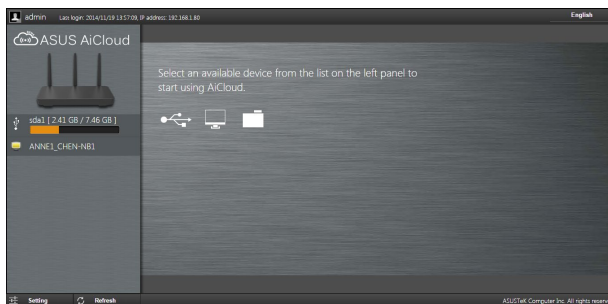 admin Last login: 2014/11/19 13:57:09, IP address: 192.168.1.80 English
ASUS AiCloud
Select an available device from the list on the left panel to
start using AiCloud.
sda1 [ 2.41 GB / 7.46 GB ]
ANNE1_CHEN-NB1
Setting Refresh ASUSTeK Computer Inc. All rights reserv